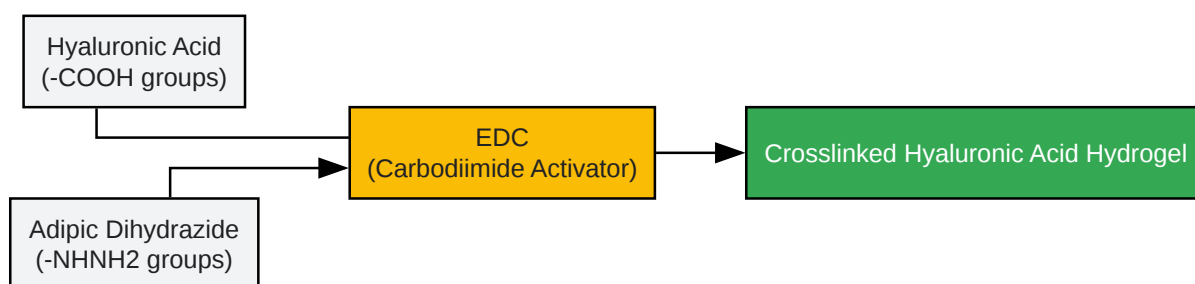 Hyaluronic Acid
(-COOH groups)
EDC
(Carbodiimide Activator)
Crosslinked Hyaluronic Acid Hydrogel
Adipic Dihydrazide
(-NHNH2 groups)